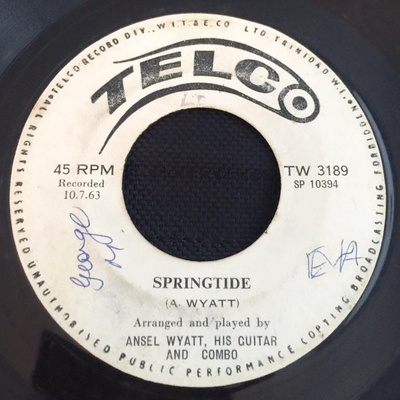 TELCO RECORD DIV., WITCO LTD. TRINIDAD W.I.
ALL RIGHTS RESERVED UNAUTHORISED PUBLIC PERFORMANCE COPYING BROADCASTING FORBIDDEN
TELCO
LT
45 RPM
Recorded
10.7.63
TW 3189
SP 10394
george
M.
EVA
SPRINGTIDE
(A. WYATT)
Arranged and played by
ANSEL WYATT, HIS GUITAR
AND COMBO